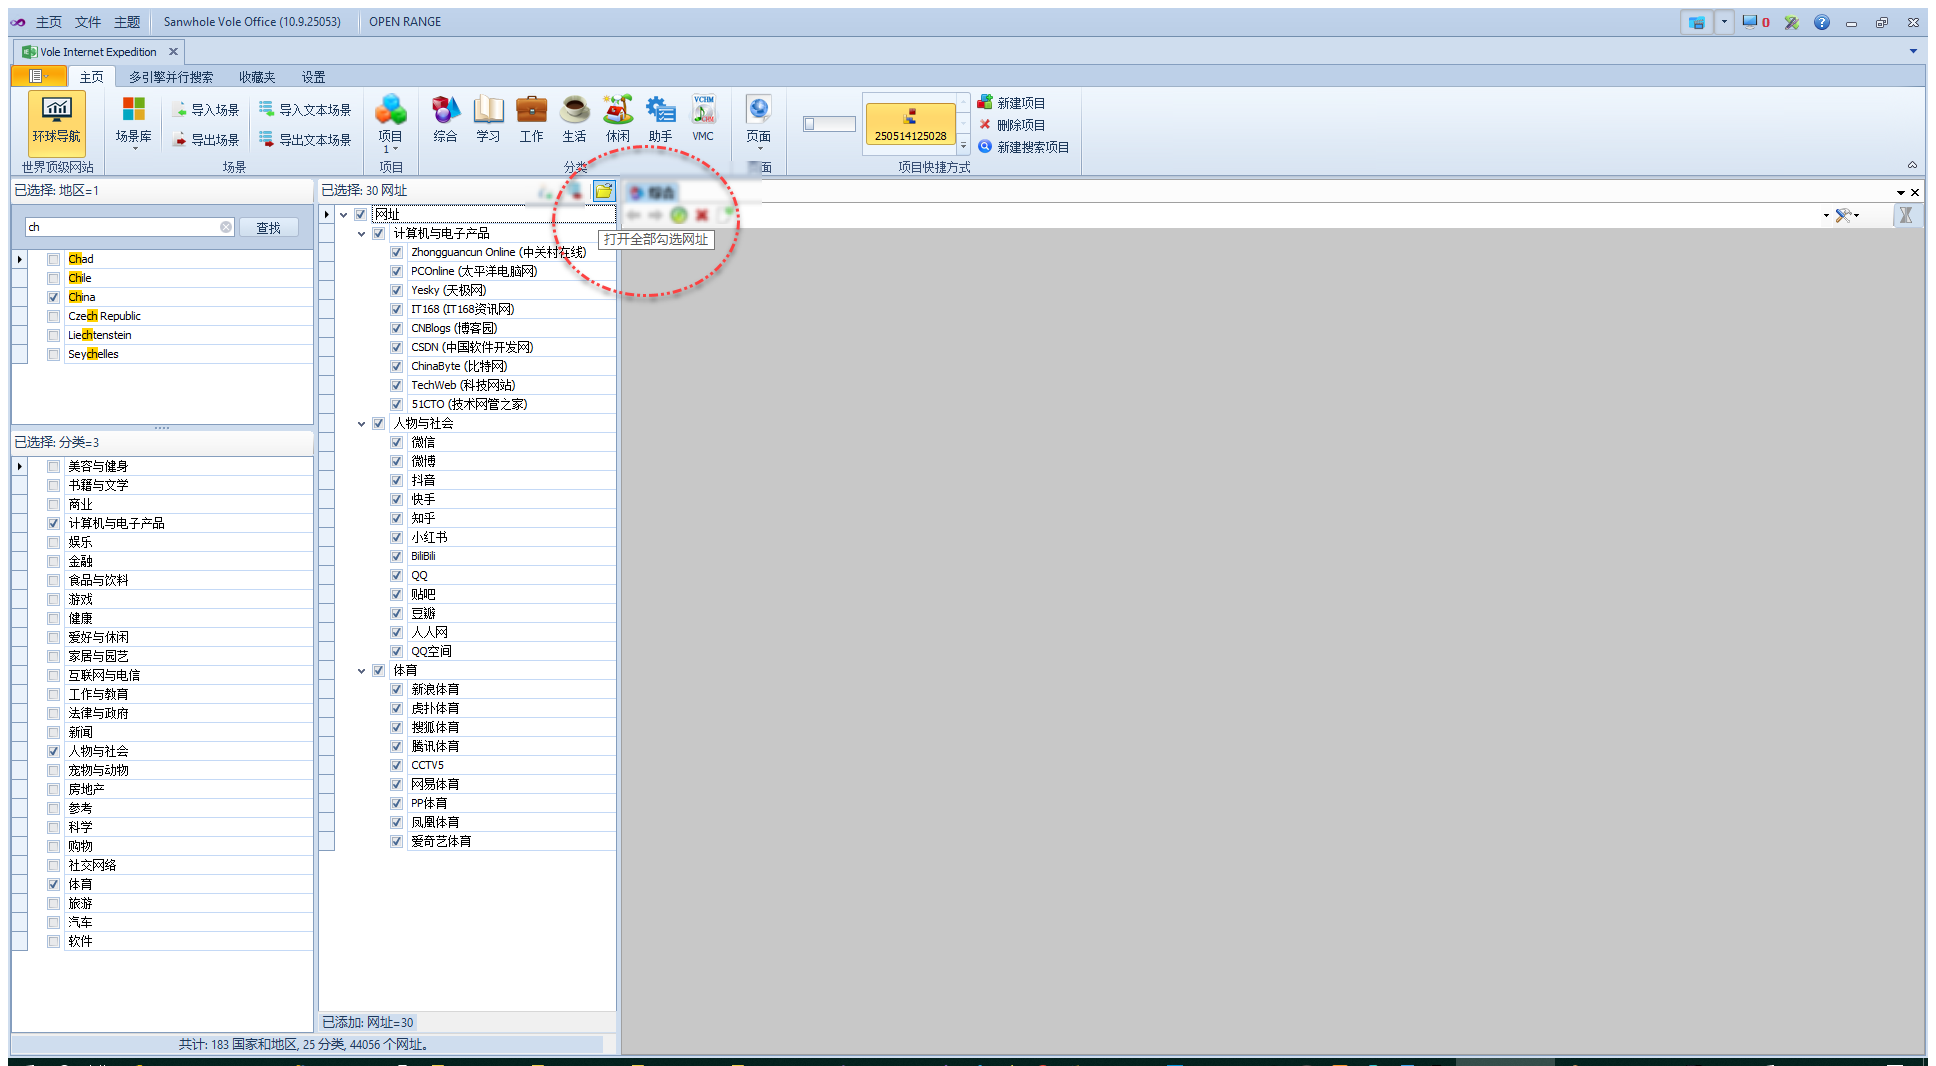 主页 文件 主题 Sanwhole Vole Office (10.9.25053) OPEN RANGE 0
Vole Internet Expedition
主页 多引擎并行搜索 收藏夹 设置
环球导航
世界顶级网站
场景库
导入场景
导出场景
导入文本场景
导出文本场景
场景
项目
1
项目
综合 学习 工作 生活 休闲 助手 VMC
分类
页面
面
250514125028
新建项目
删除项目
新建搜索项目
项目快捷方式
已选择: 地区=1
ch
查找
Chad
Chile
China
Czech Republic
Liechtenstein
Seychelles
已选择: 分类=3
美容与健身
书籍与文学
商业
计算机与电子产品
娱乐
金融
食品与饮料
游戏
健康
爱好与休闲
家居与园艺
互联网与电信
工作与教育
法律与政府
新闻
人物与社会
宠物与动物
房地产
参考
科学
购物
社交网络
体育
旅游
汽车
软件
共计: 183 国家和地区, 25 分类, 44056 个网址。
已选择: 30 网址
网址
计算机与电子产品
Zhongguancun Online (中关村在线)
PCOnline (太平洋电脑网)
Yesky (天极网)
IT168 (IT168资讯网)
CNBlogs (博客园)
CSDN (中国软件开发网)
ChinaByte (比特网)
TechWeb (科技网站)
51CTO (技术网管之家)
人物与社会
微信
微博
抖音
快手
知乎
小红书
BiliBili
QQ
贴吧
豆瓣
人人网
QQ空间
体育
新浪体育
虎扑体育
搜狐体育
腾讯体育
CCTV5
网易体育
PP体育
凤凰体育
爱奇艺体育
已添加: 网址=30
综合
打开全部勾选网址